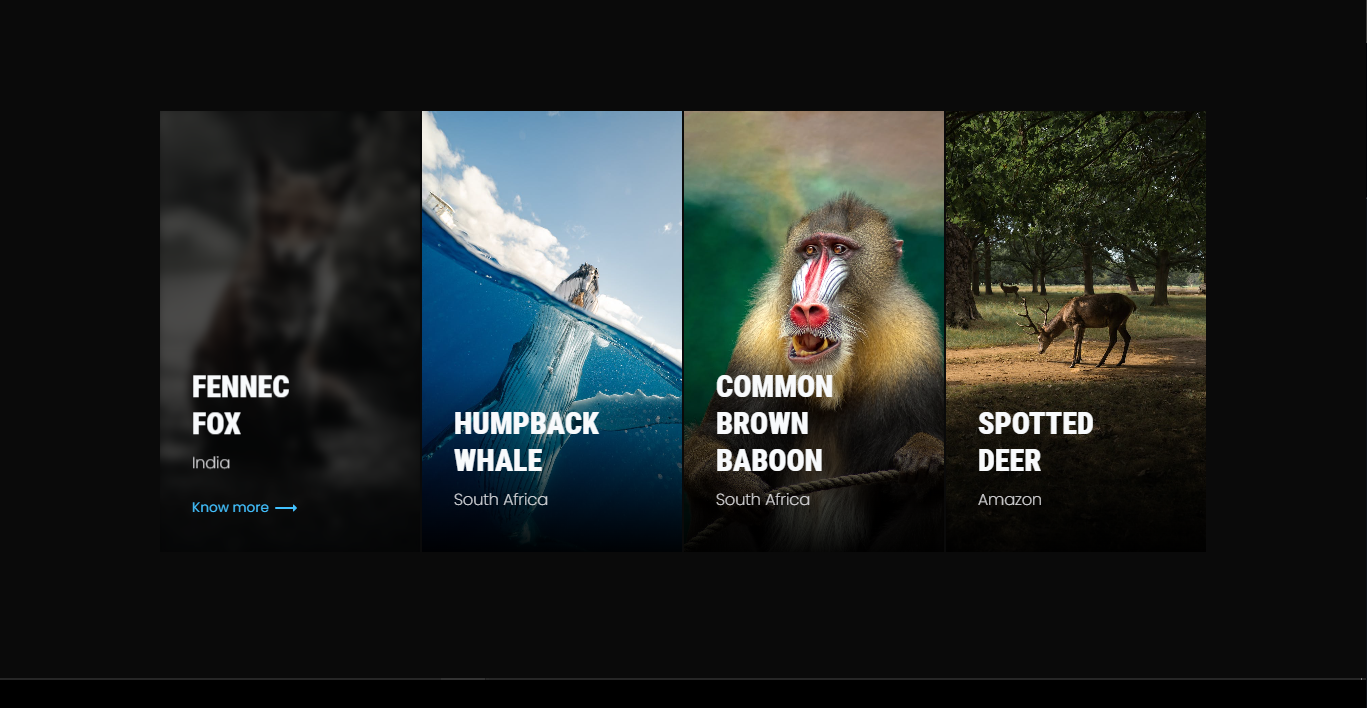 FENNEC
FOX
India
Know more
HUMPBACK
WHALE
South Africa
COMMON
BROWN
BABOON
South Africa
SPOTTED
DEER
Amazon